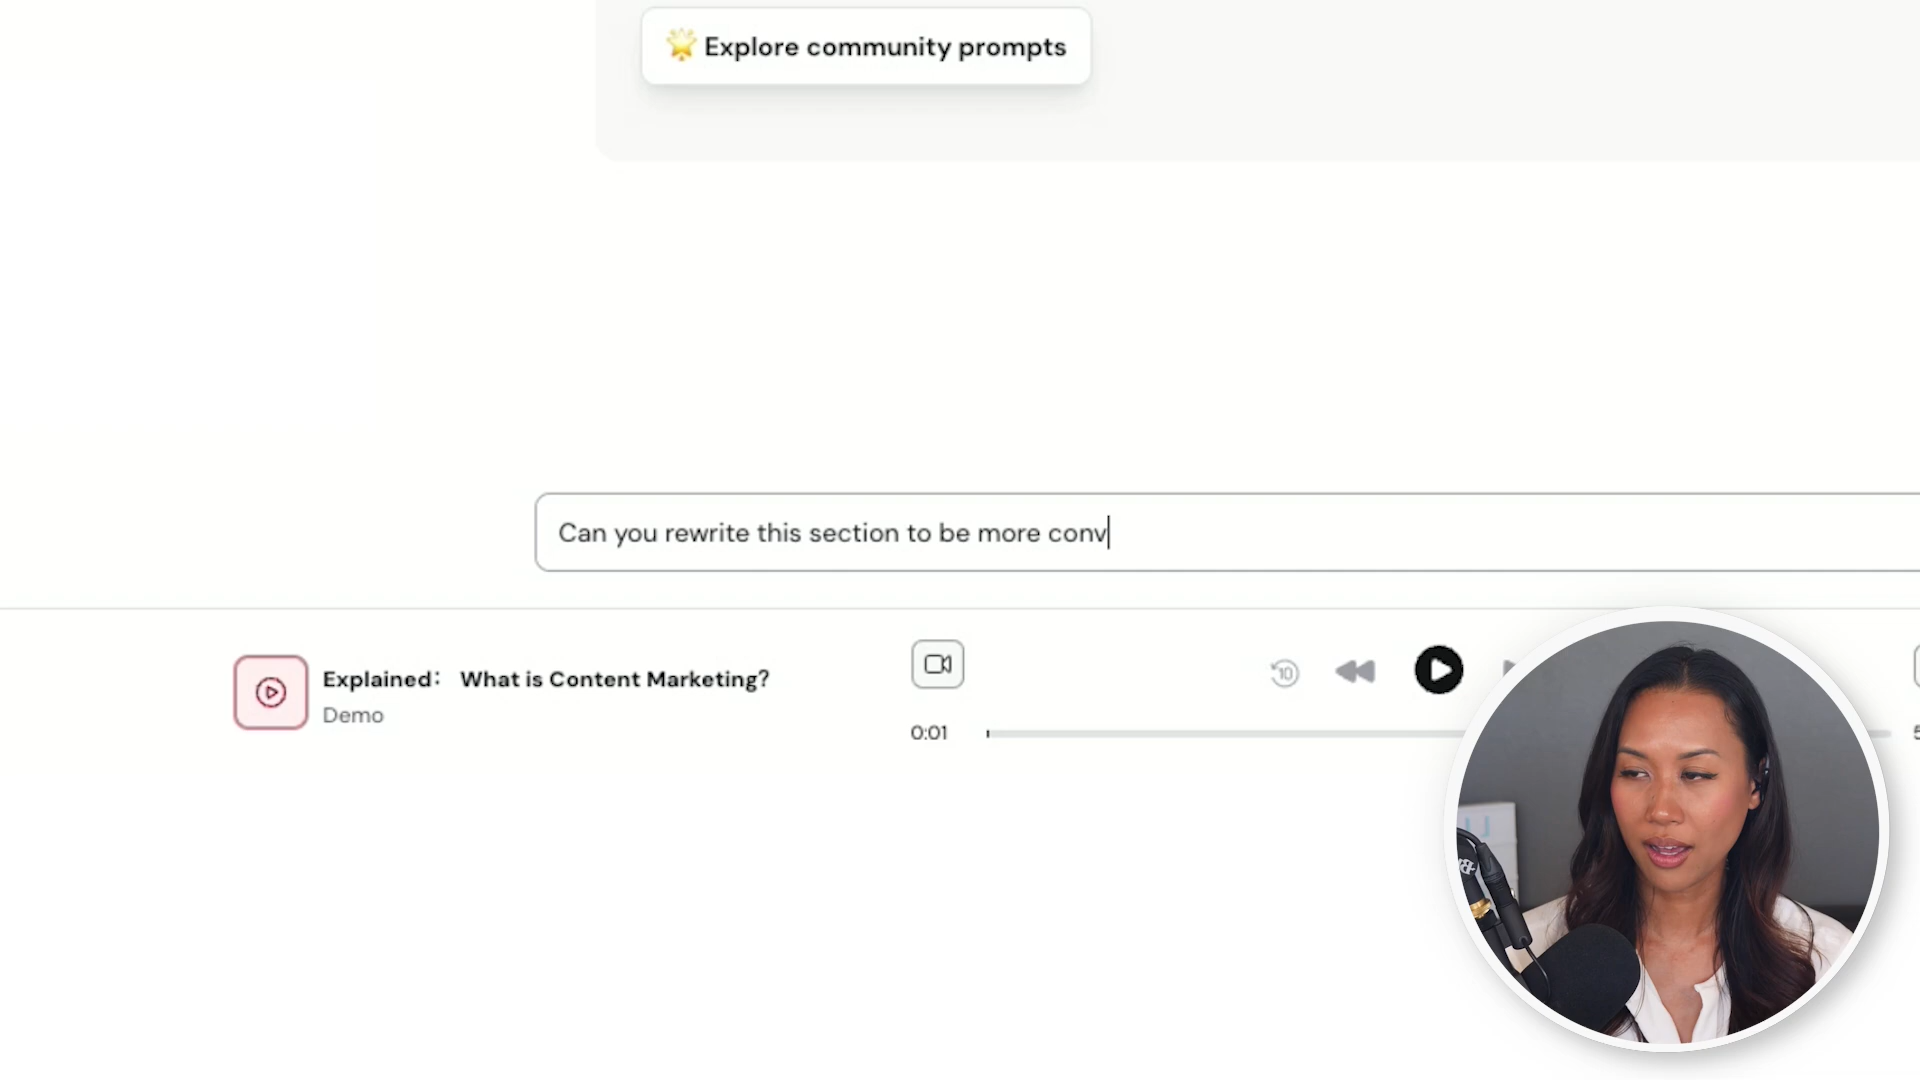 🌟 Explore community prompts
Can you rewrite this section to be more conv
Explained: What is Content Marketing?
Demo
10
0:01